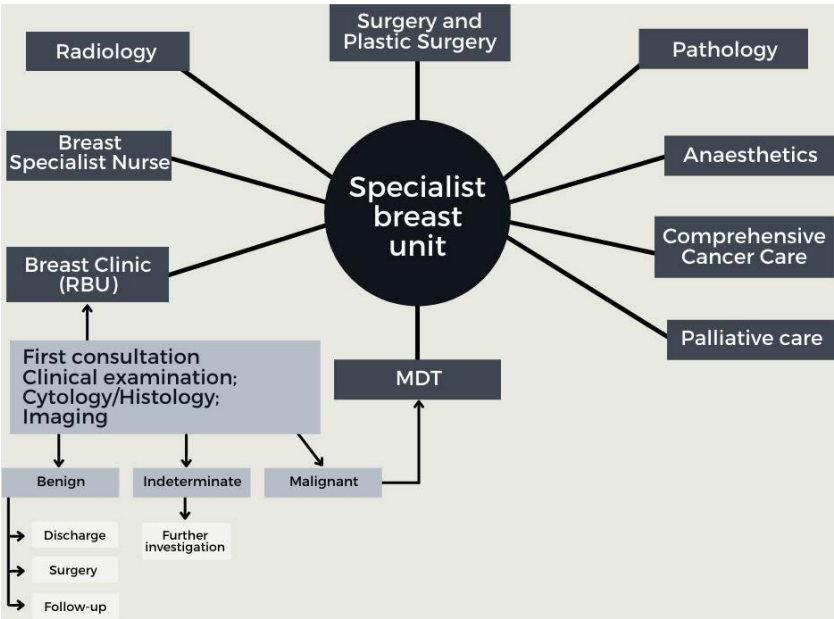 Surgery and
Plastic Surgery
Radiology
Pathology
Breast
Specialist Nurse
Anaesthetics
Specialist
breast
unit
Breast Clinic
(RBU)
Comprehensive
Cancer Care
Palliative care
First consultation
Clinical examination;
Cytology/Histology;
Imaging
MDT
Benign
Indeterminate
Malignant
Discharge
Surgery
Follow-up
Further
investigation